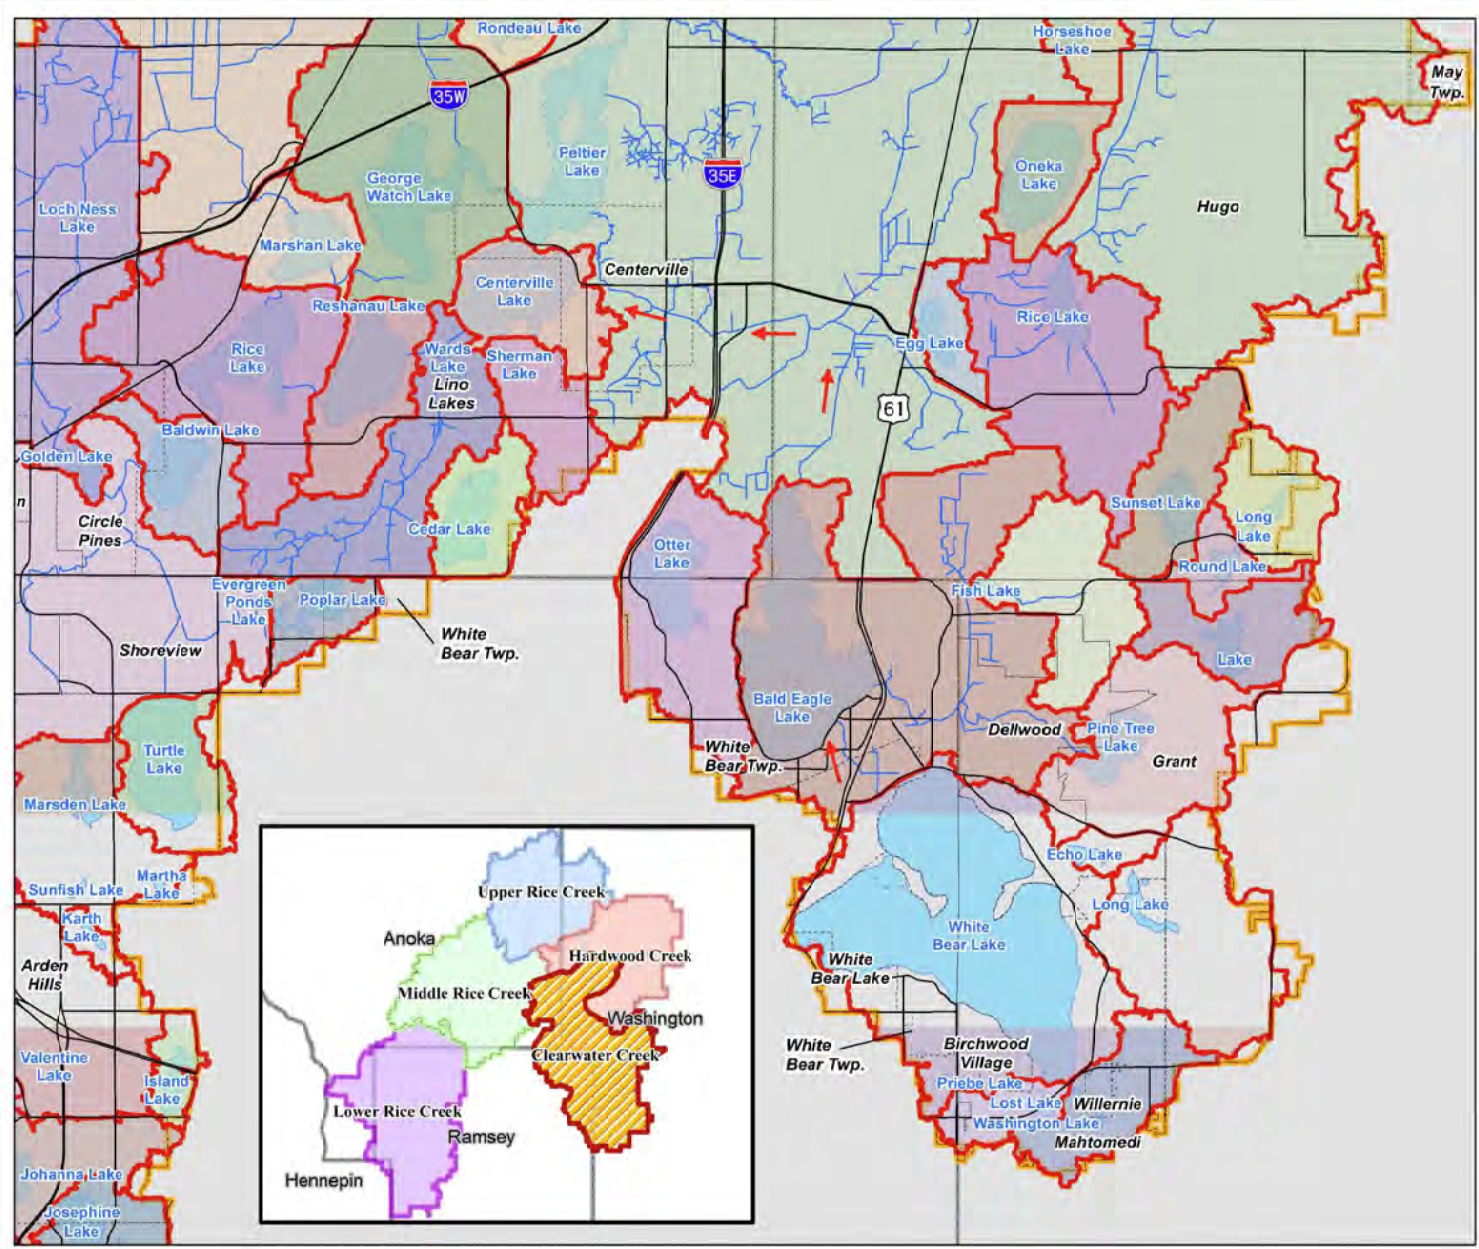 Rondeau Lake
Horseshoe
Lake
May
Twp.
35W
Peltier
Lake
35E
George
Watch Lake
Oneka
Lake
Loch Ness
Lake
Hugo
Marshan Lake
Centerville
Centerville
Lake
Reshanau Lake
Rice Lake
Egg Lake
Rice
Lake
Wards
Lake
Sherman
Lake
Lino
Lakes
61
Baldwin Lake
Golden Lake
n
Circle
Pines
Cedar Lake
Sunset Lake
Long
Lake
Otter
Lake
Round Lake
Evergreen
Ponds
Lake
Poplar Lake
Fish Lake
White
Bear Twp.
Shoreview
Lake
Bald Eagle
Lake
Dellwood
Pine Tree
Lake
Grant
White
Bear Twp.
Turtle
Lake
Marsden Lake
Echo Lake
Sunfish Lake
Martha
Lake
Long Lake
Karth
Lake
White
Bear Lake
White
Bear Lake
Arden
Hills
White
Bear Twp.
Birchwood
Village
Priebe Lake
Lost Lake
Willernie
Washington Lake
Mahtomedi
Valentine
Lake
Island
Lake
Johanna Lake
Josephine
Lake
Upper Rice Creek
Anoka
Hardwood Creek
Middle Rice Creek
Washington
Clearwater Creek
Lower Rice Creek
Ramsey
Hennepin